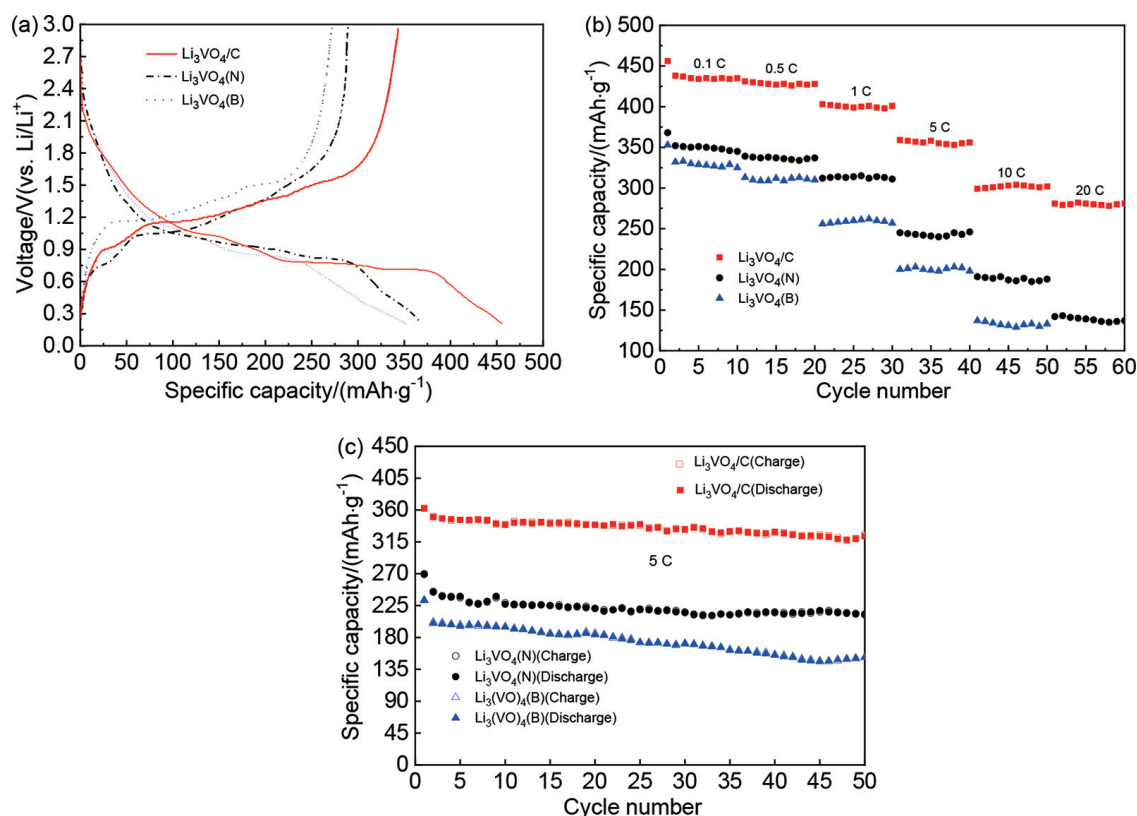 (a)
3.0
2.7
2.4
2.1
1.8
1.5
1.2
0.9
0.6
0.3
0.0
Voltage/V(vs. Li/Li⁺)
Li₃VO₄/C
Li₃VO₄(N)
Li₃VO₄(B)
0 50 100 150 200 250 300 350 400 450 500
Specific capacity/(mAh·g⁻¹)
(b)
500
450
400
350
300
250
200
150
100
Specific capacity/(mAh·g⁻¹)
0.1 C
0.5 C
1 C
5 C
10 C
20 C
Li₃VO₄/C
Li₃VO₄(N)
Li₃VO₄(B)
0 5 10 15 20 25 30 35 40 45 50 55 60
Cycle number
(c)
450
405
360
315
270
225
180
135
90
45
0
Specific capacity/(mAh·g⁻¹)
Li₃VO₄/C(Charge)
Li₃VO₄/C(Discharge)
5 C
Li₃VO₄(N)(Charge)
Li₃VO₄(N)(Discharge)
Li₃(VO)₄(B)(Charge)
Li₃(VO)₄(B)(Discharge)
0 5 10 15 20 25 30 35 40 45 50
Cycle number